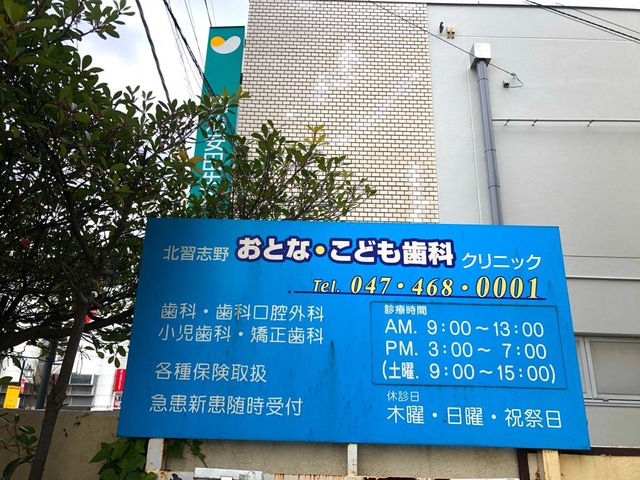 北習志野 おとな・こども歯科 クリニック
Tel. 047・468・0001
歯科・歯科口腔外科
小児歯科・矯正歯科
各種保険取扱
急患新患随時受付
診療時間
AM. 9:00～13:00
PM. 3:00～ 7:00
(土曜. 9:00～15:00)
休診日
木曜・日曜・祝祭日